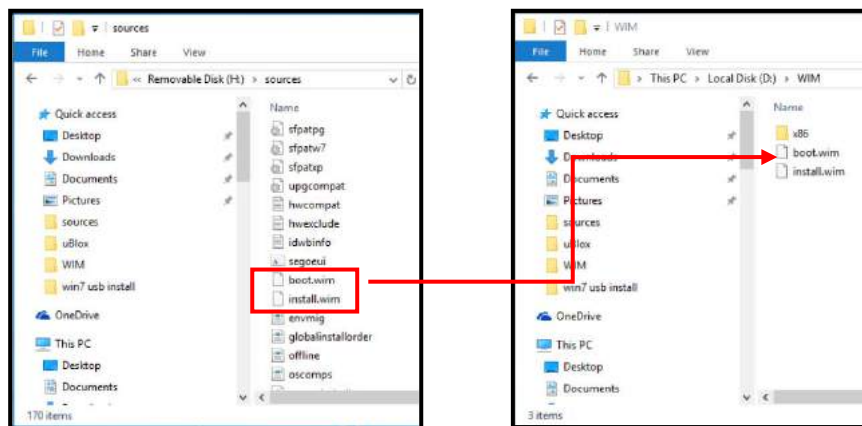 sources
File Home Share View
« Removable Disk (H:) › sources
Quick access
Desktop
Downloads
Documents
Pictures
sources
uBlox
WIM
win7 usb install
OneDrive
This PC
Desktop
Documents
Name
sfpatpg
sfpatw7
sfpatxp
upgcompat
hwcompat
hwexclude
idwbinfo
segoeui
boot.wim
install.wim
envmig
globalinstallorder
offline
oscomps
170 items
WIM
File Home Share View
› This PC › Local Disk (D:) › WIM
Quick access
Desktop
Downloads
Documents
Pictures
sources
uBlox
WIM
win7 usb install
OneDrive
This PC
Desktop
Documents
Name
x86
boot.wim
install.wim
3 items